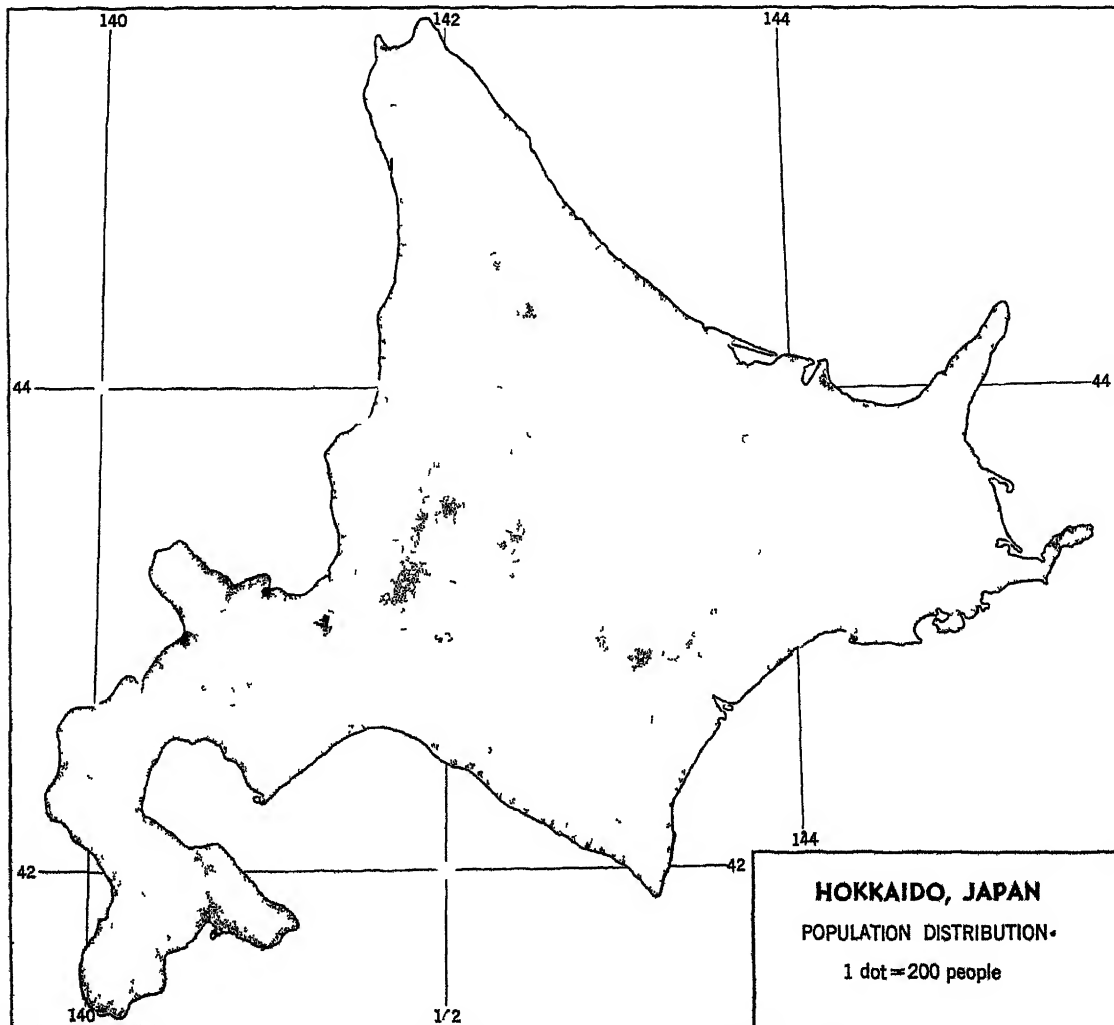 140 142 144
44 44
42 42
144
HOKKAIDO, JAPAN
POPULATION DISTRIBUTION.
1 dot = 200 people
140 1/2